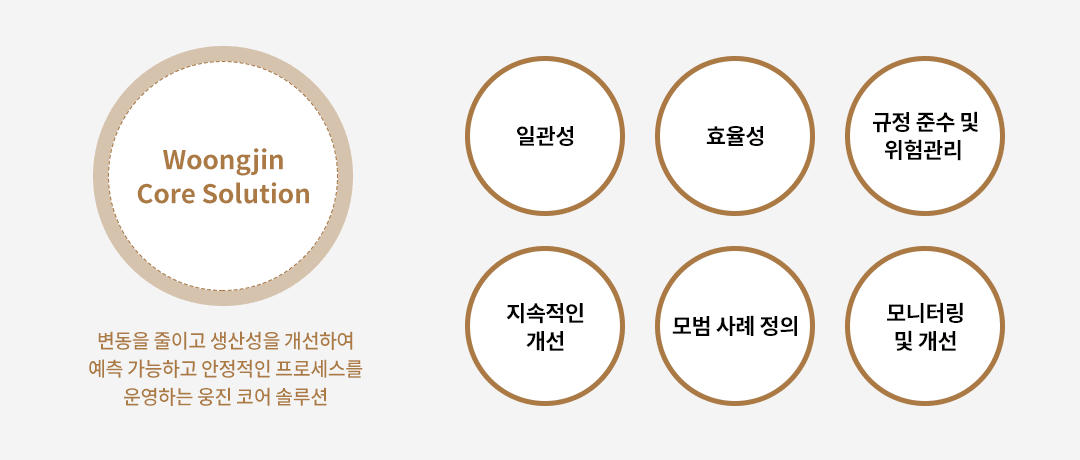 Woongjin
Core Solution
변동을 줄이고 생산성을 개선하여
예측 가능하고 안정적인 프로세스를
운영하는 웅진 코어 솔루션
일관성
효율성
규정 준수 및
위험관리
지속적인
개선
모범 사례 정의
모니터링
및 개선